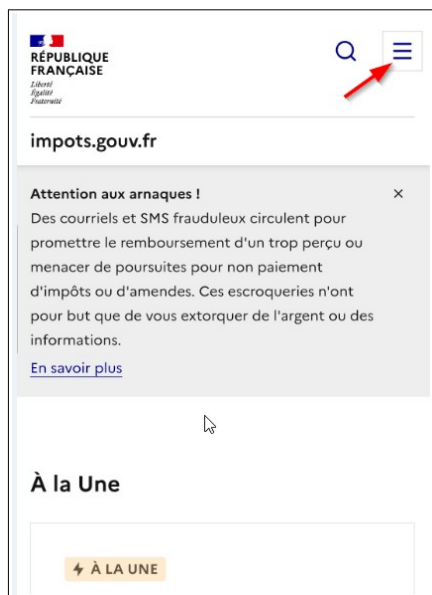 RÉPUBLIQUE
FRANÇAISE
Liberté
Égalité
Fraternité
impots.gouv.fr
Attention aux arnaques !
Des courriels et SMS frauduleux circulent pour
promettre le remboursement d'un trop perçu ou
menacer de poursuites pour non paiement
d'impôts ou d'amendes. Ces escroqueries n'ont
pour but que de vous extorquer de l'argent ou des
informations.
En savoir plus
À la Une
À LA UNE